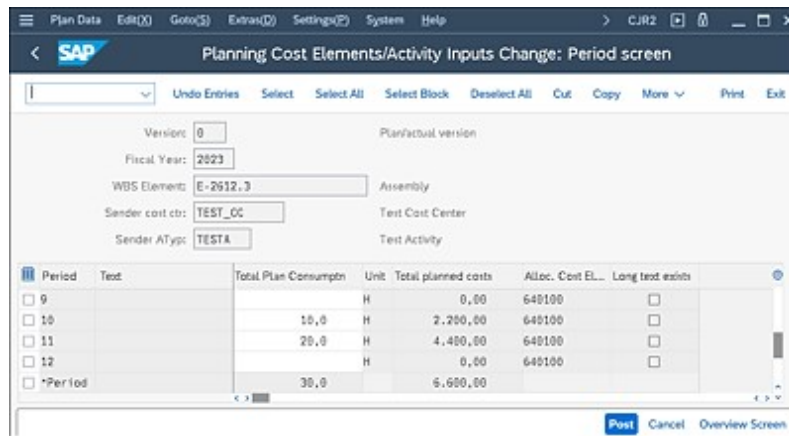 Plan Data Edit(X) Goto(S) Extras(D) Settings(P) System Help CJR2
SAP Planning Cost Elements/Activity Inputs Change: Period screen
Undo Entries Select Select All Select Block Deselect All Cut Copy More Print Exit
Version: 0 Plan/actual version
Fiscal Year: 2023
WBS Element: E-2612.3 Assembly
Sender cost ctr: TEST_CC Test Cost Center
Sender ATyp: TESTA Test Activity
Period Text Total Plan Consumptn Unit Total planned costs Alloc. Cost El... Long text exists
9 H 0,00 640100
10 10,0 H 2.200,00 640100
11 20,0 H 4.400,00 640100
12 H 0,00 640100
*Period 30,0 6.600,00
Post Cancel Overview Screen